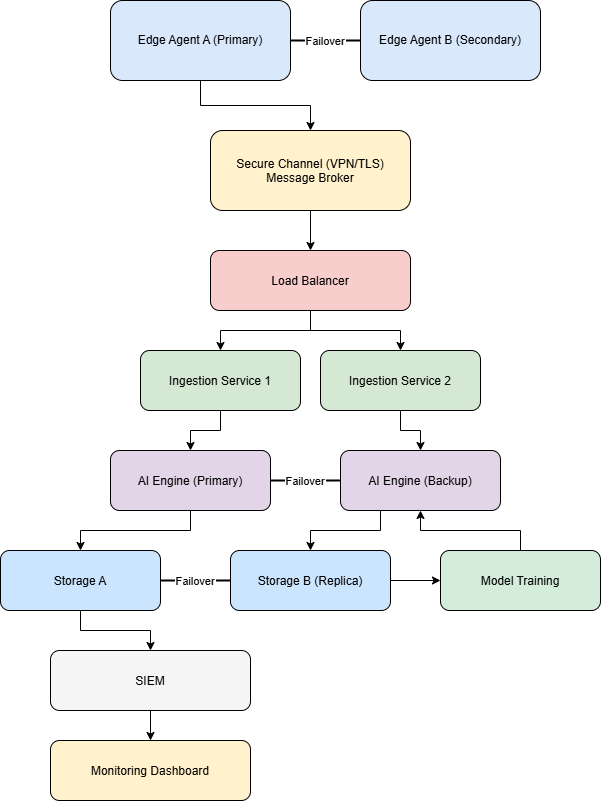 Edge Agent A (Primary)
Failover
Edge Agent B (Secondary)
Secure Channel (VPN/TLS)
Message Broker
Load Balancer
Ingestion Service 1
Ingestion Service 2
AI Engine (Primary)
Failover
AI Engine (Backup)
Storage A
Failover
Storage B (Replica)
Model Training
SIEM
Monitoring Dashboard